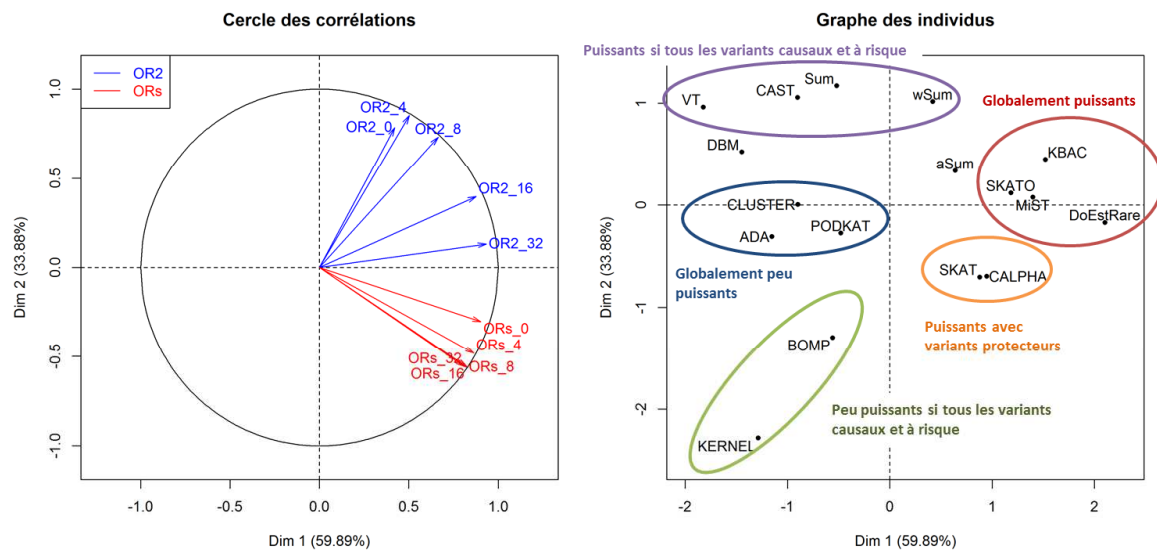 Cercle des corrélations
OR2
ORs
OR2_4
OR2_0
OR2_8
OR2_16
OR2_32
ORs_0
ORs_4
ORs_32
ORs_8
ORs_16
1.0
0.5
0.0
-0.5
-1.0
-1.0
-0.5
0.0
0.5
1.0
Dim 2 (33.88%)
Dim 1 (59.89%)
Graphe des individus
Puissants si tous les variants causaux et à risque
VT
CAST
Sum
wSum
Globalement puissants
DBM
aSum
KBAC
SKATO
MiST
DoEstRare
CLUSTER
ADA
PODKAT
Globalement peu
puissants
SKAT
CALPHA
Puissants avec
variants protecteurs
BOMP
KERNEL
Peu puissants si tous les variants
causaux et à risque
1
0
-1
-2
-2
-1
0
1
2
Dim 2 (33.88%)
Dim 1 (59.89%)